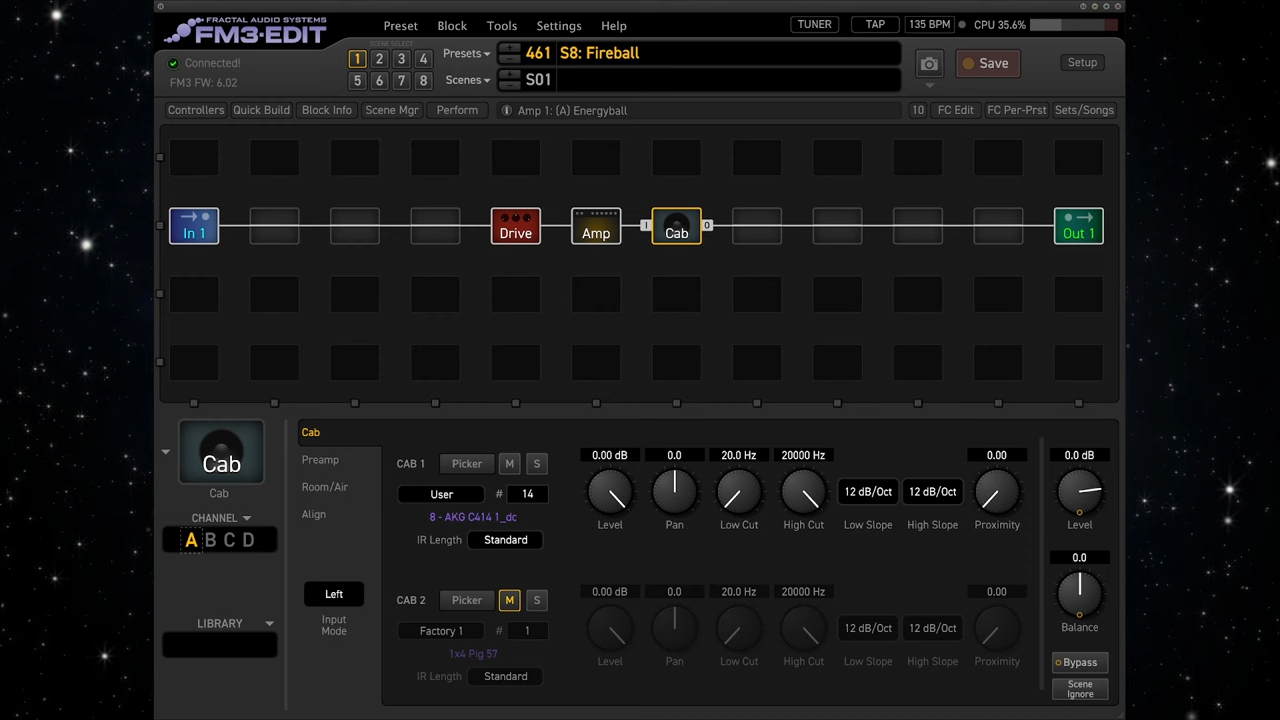 FRACTAL AUDIO SYSTEMS
FM3-EDIT
Preset Block Tools Settings Help
TUNER TAP 135 BPM CPU 35.6%
SCENE SELECT
Connected!
FM3 FW: 6.02
1 2 3 4
5 6 7 8
Presets 461 S8: Fireball
Scenes S01
Save Setup
Controllers Quick Build Block Info Scene Mgr Perform Amp 1: (A) Energyball 10 FC Edit FC Per-Prst Sets/Songs
In 1 Drive Amp I Cab O Out 1
Cab
Cab
CHANNEL
A B C D
LIBRARY
Cab
Preamp
Room/Air
Align
Left
Input
Mode
CAB 1 Picker M S
User # 14
8 - AKG C414 1_dc
IR Length Standard
0.00 dB 0.0 20.0 Hz 20000 Hz 0.00
12 dB/Oct 12 dB/Oct
Level Pan Low Cut High Cut Low Slope High Slope Proximity
CAB 2 Picker M S
Factory 1 # 1
1x4 Pig 57
IR Length Standard
0.00 dB 0.0 20.0 Hz 20000 Hz 0.00
12 dB/Oct 12 dB/Oct
Level Pan Low Cut High Cut Low Slope High Slope Proximity
0.0 dB
Level
0.0
Balance
Bypass
Scene
Ignore